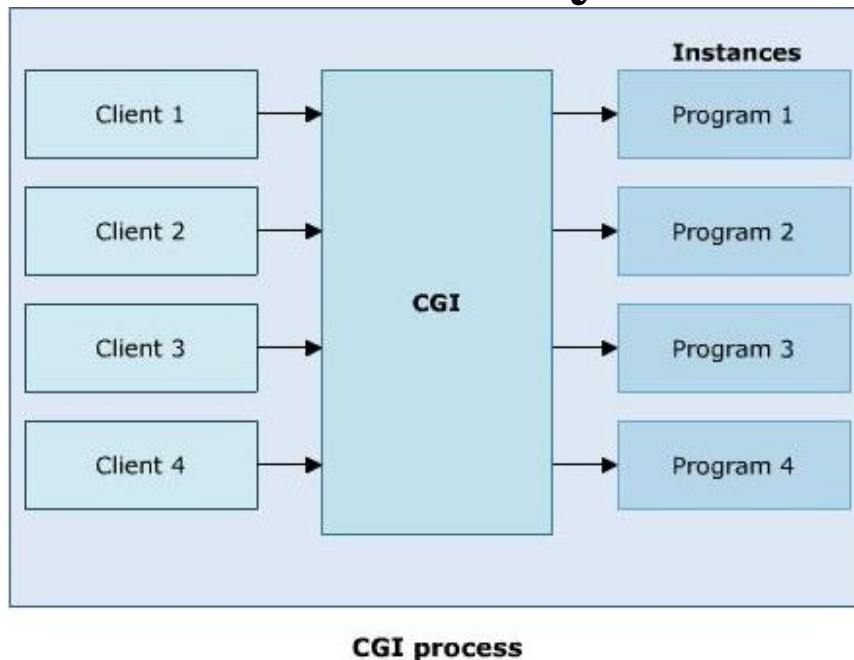 Instances
Client 1
Program 1
Client 2
Program 2
CGI
Client 3
Program 3
Client 4
Program 4
CGI process